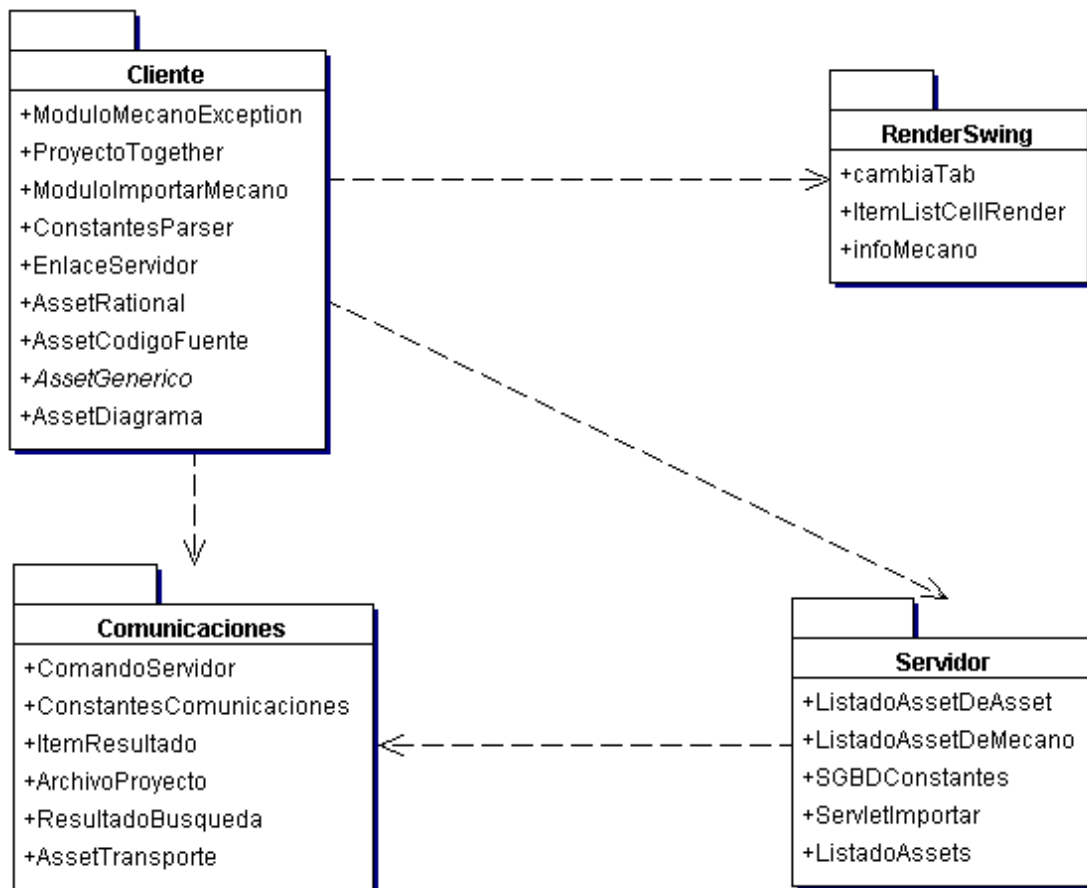 Cliente
+ModuloMecanoException
+ProyectoTogether
+ModuloImportarMecano
+ConstantesParser
+EnlaceServidor
+AssetRational
+AssetCodigoFuente
+AssetGenerico
+AssetDiagrama
RenderSwing
+cambiaTab
+ItemListCellRender
+infoMecano
Comunicaciones
+ComandoServidor
+ConstantesComunicaciones
+ItemResultado
+ArchivoProyecto
+ResultadoBusqueda
+AssetTransporte
Servidor
+ListadoAssetDeAsset
+ListadoAssetDeMecano
+SGBDConstantes
+ServletImportar
+ListadoAssets